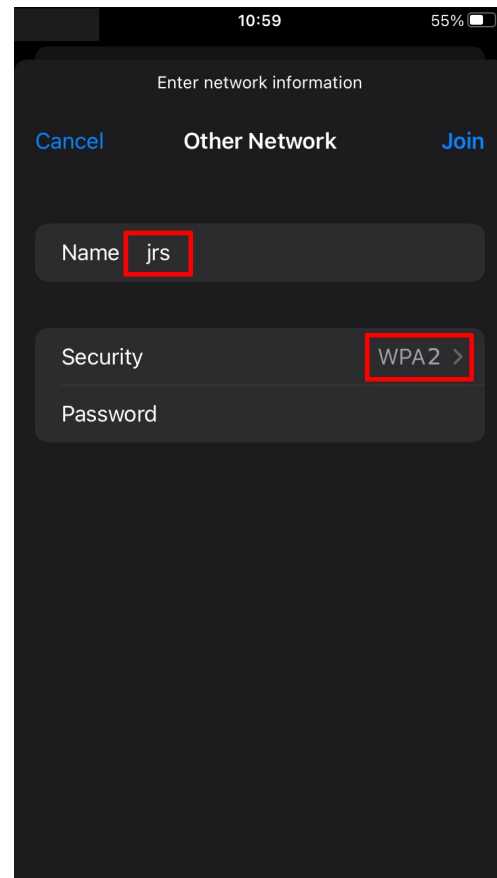 10:59 55%
Enter network information
Cancel Other Network Join
Name jrs
Security WPA2 >
Password